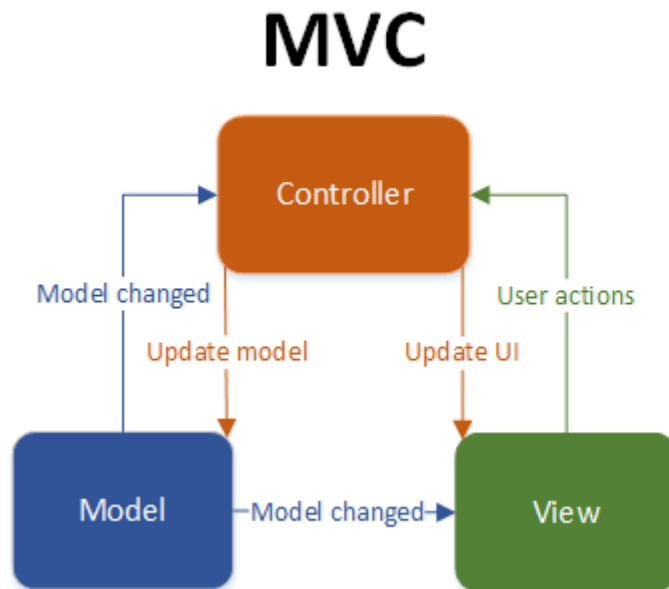 MVC
Controller
Model changed
User actions
Update model
Update UI
Model
Model changed
View